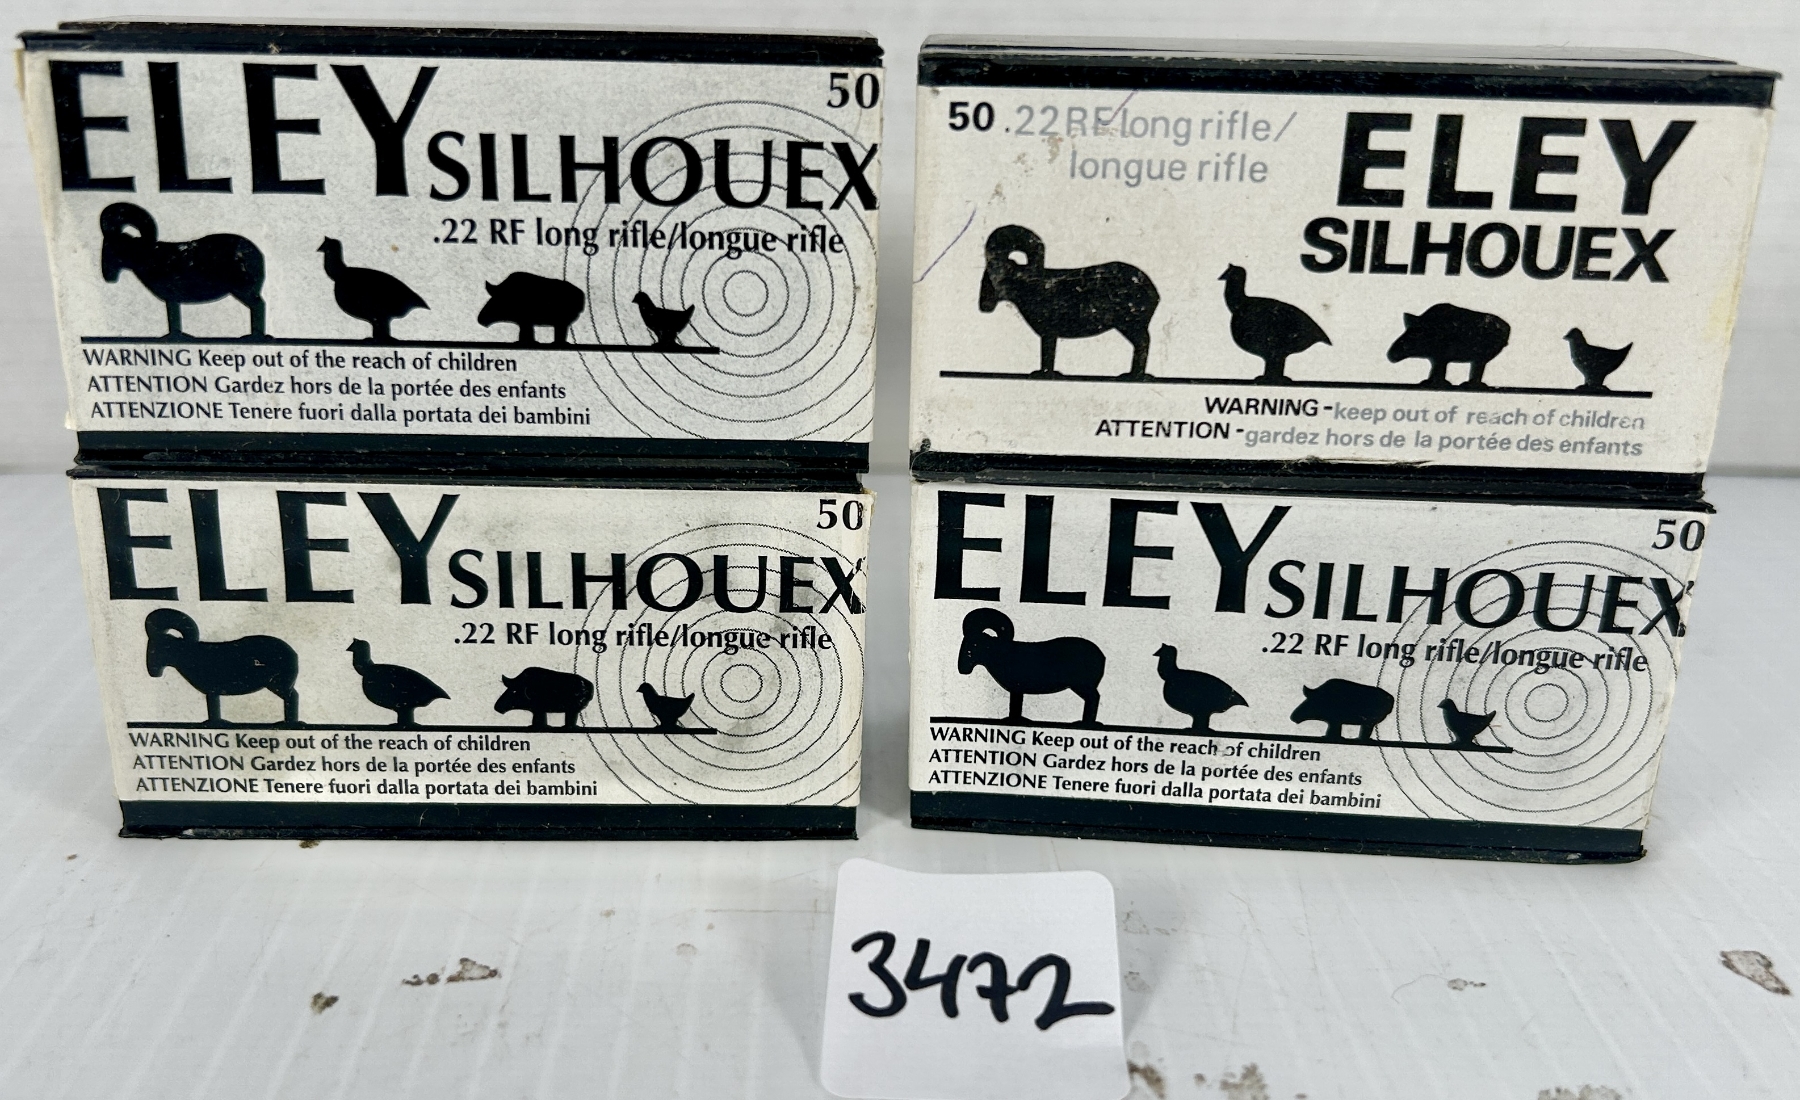 ELEY SILHOUEX 50
.22 RF long rifle/longue rifle
WARNING Keep out of the reach of children
ATTENTION Gardez hors de la portée des enfants
ATTENZIONE Tenere fuori dalla portata dei bambini
50 .22 RF long rifle/
longue rifle
ELEY
SILHOUEX
WARNING - keep out of reach of children
ATTENTION - gardez hors de la portée des enfants
ELEY SILHOUEX 50
.22 RF long rifle/longue rifle
WARNING Keep out of the reach of children
ATTENTION Gardez hors de la portée des enfants
ATTENZIONE Tenere fuori dalla portata dei bambini
ELEY SILHOUEX 50
.22 RF long rifle/longue rifle
WARNING Keep out of the reach of children
ATTENTION Gardez hors de la portée des enfants
ATTENZIONE Tenere fuori dalla portata dei bambini
3472